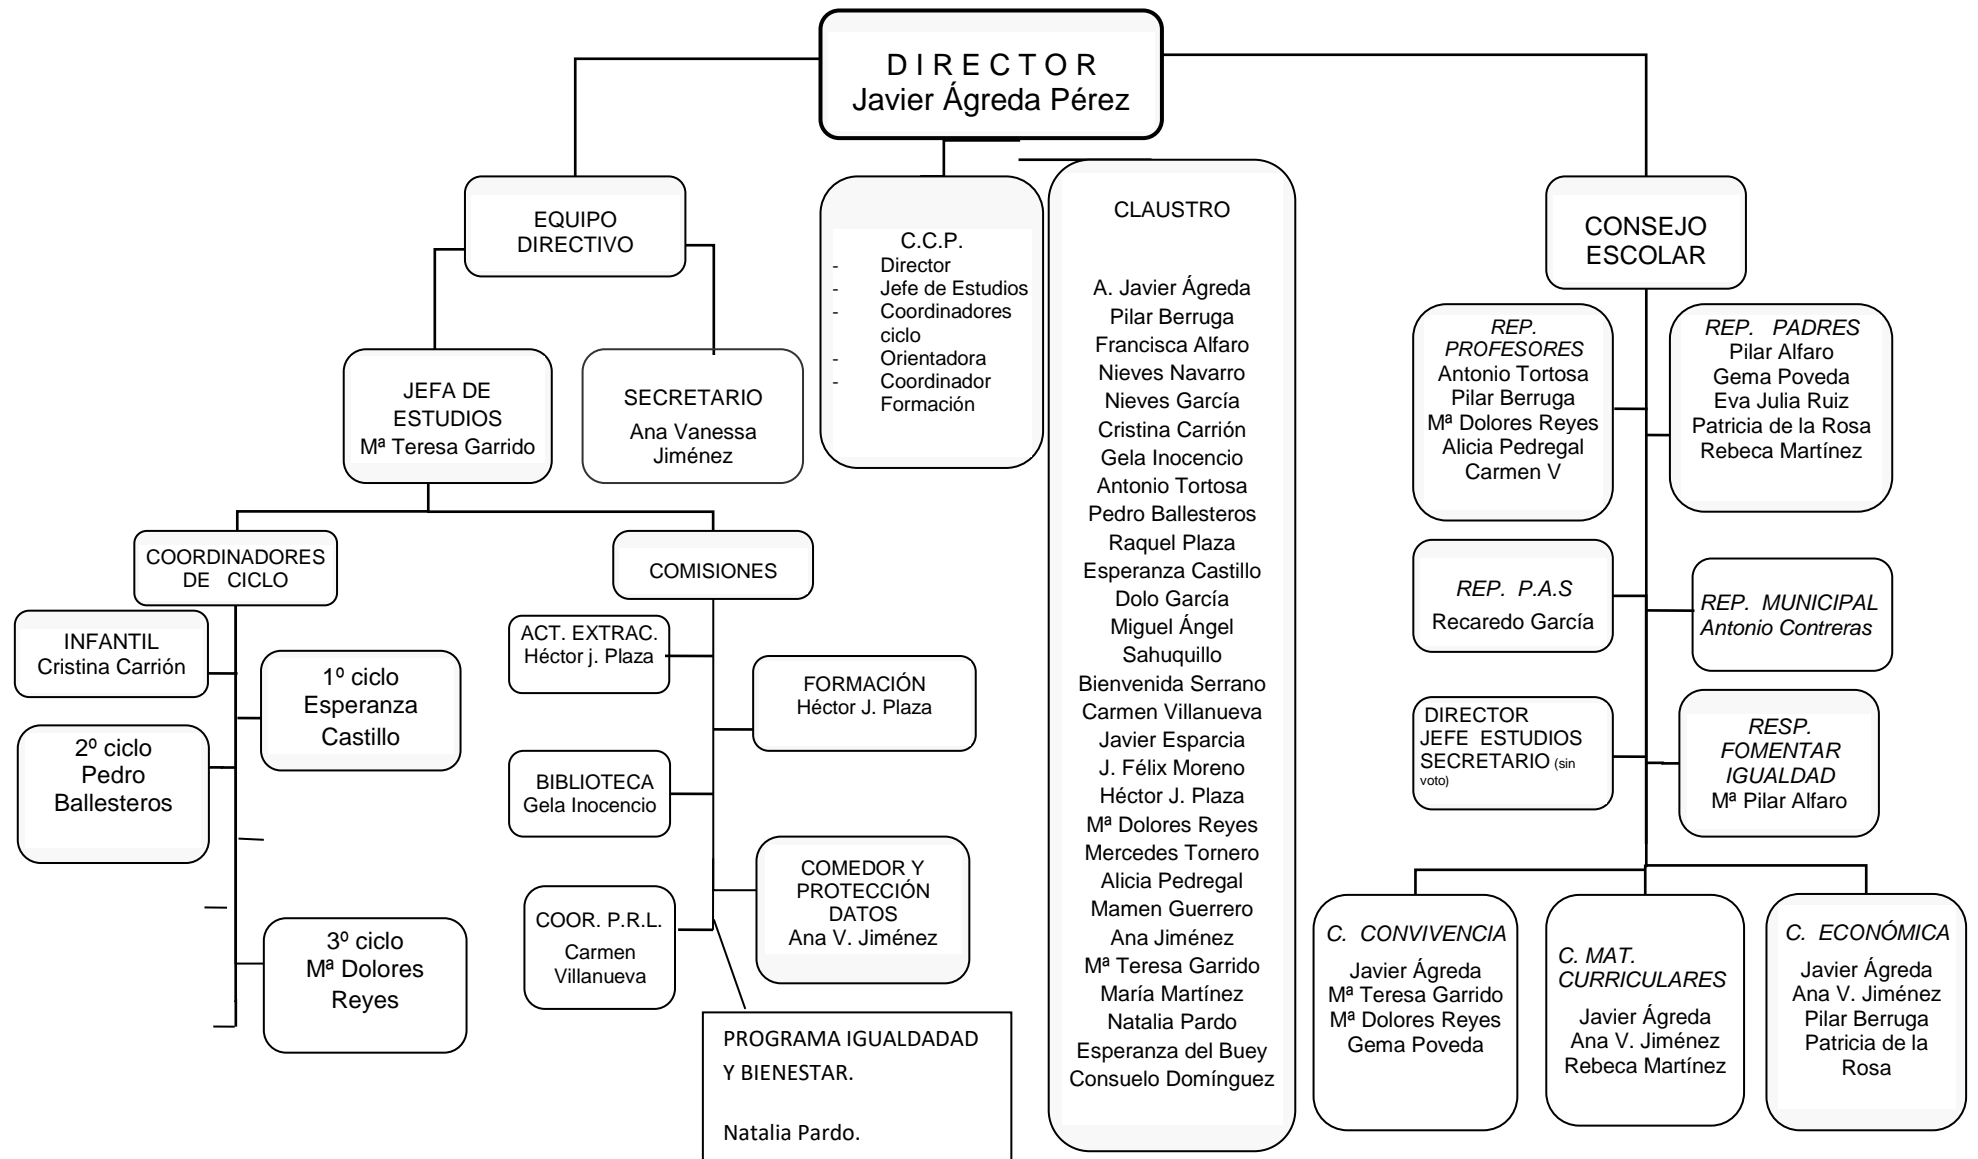 D I R E C T O R
Javier Ágreda Pérez
EQUIPO
DIRECTIVO
JEFA DE
ESTUDIOS
Mª Teresa Garrido
SECRETARIO
Ana Vanessa
Jiménez
C.C.P.
- Director
- Jefe de Estudios
- Coordinadores
ciclo
- Orientadora
- Coordinador
Formación
CLAUSTRO
A. Javier Ágreda
Pilar Berruga
Francisca Alfaro
Nieves Navarro
Nieves García
Cristina Carrión
Gela Inocencio
Antonio Tortosa
Pedro Ballesteros
Raquel Plaza
Esperanza Castillo
Dolo García
Miguel Ángel
Sahuquillo
Bienvenida Serrano
Carmen Villanueva
Javier Esparcia
J. Félix Moreno
Héctor J. Plaza
Mª Dolores Reyes
Mercedes Tornero
Alicia Pedregal
Mamen Guerrero
Ana Jiménez
Mª Teresa Garrido
María Martínez
Natalia Pardo
Esperanza del Buey
Consuelo Domínguez
CONSEJO
ESCOLAR
REP.
PROFESORES
Antonio Tortosa
Pilar Berruga
Mª Dolores Reyes
Alicia Pedregal
Carmen V
REP. PADRES
Pilar Alfaro
Gema Poveda
Eva Julia Ruiz
Patricia de la Rosa
Rebeca Martínez
REP. P.A.S
Recaredo García
REP. MUNICIPAL
Antonio Contreras
DIRECTOR
JEFE ESTUDIOS
SECRETARIO (sin
voto)
RESP.
FOMENTAR
IGUALDAD
Mª Pilar Alfaro
C. CONVIVENCIA
Javier Ágreda
Mª Teresa Garrido
Mª Dolores Reyes
Gema Poveda
C. MAT.
CURRICULARES
Javier Ágreda
Ana V. Jiménez
Rebeca Martínez
C. ECONÓMICA
Javier Ágreda
Ana V. Jiménez
Pilar Berruga
Patricia de la
Rosa
COORDINADORES
DE CICLO
INFANTIL
Cristina Carrión
1º ciclo
Esperanza
Castillo
2º ciclo
Pedro
Ballesteros
3º ciclo
Mª Dolores
Reyes
COMISIONES
ACT. EXTRAC.
Héctor j. Plaza
FORMACIÓN
Héctor J. Plaza
BIBLIOTECA
Gela Inocencio
COMEDOR Y
PROTECCIÓN
DATOS
Ana V. Jiménez
COOR. P.R.L.
Carmen
Villanueva
PROGRAMA IGUALDADAD
Y BIENESTAR.
Natalia Pardo.